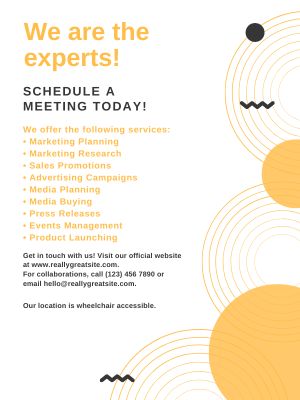 We are the
experts!
SCHEDULE A
MEETING TODAY!
We offer the following services:
• Marketing Planning
• Marketing Research
• Sales Promotions
• Advertising Campaigns
• Media Planning
• Media Buying
• Press Releases
• Events Management
• Product Launching
Get in touch with us! Visit our official website
at www.reallygreatsite.com.
For collaborations, call (123) 456 7890 or
email hello@reallygreatsite.com.
Our location is wheelchair accessible.